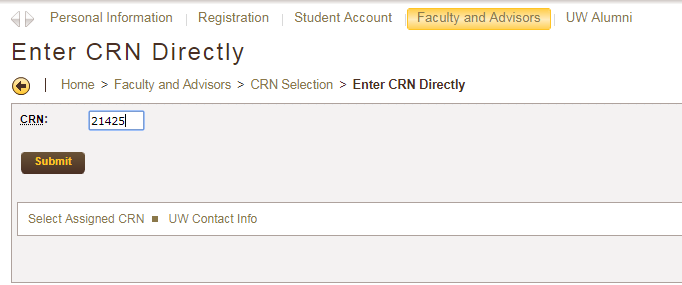 Personal Information Registration Student Account Faculty and Advisors UW Alumni
Enter CRN Directly
Home > Faculty and Advisors > CRN Selection > Enter CRN Directly
CRN: 21425
Submit
Select Assigned CRN ■ UW Contact Info